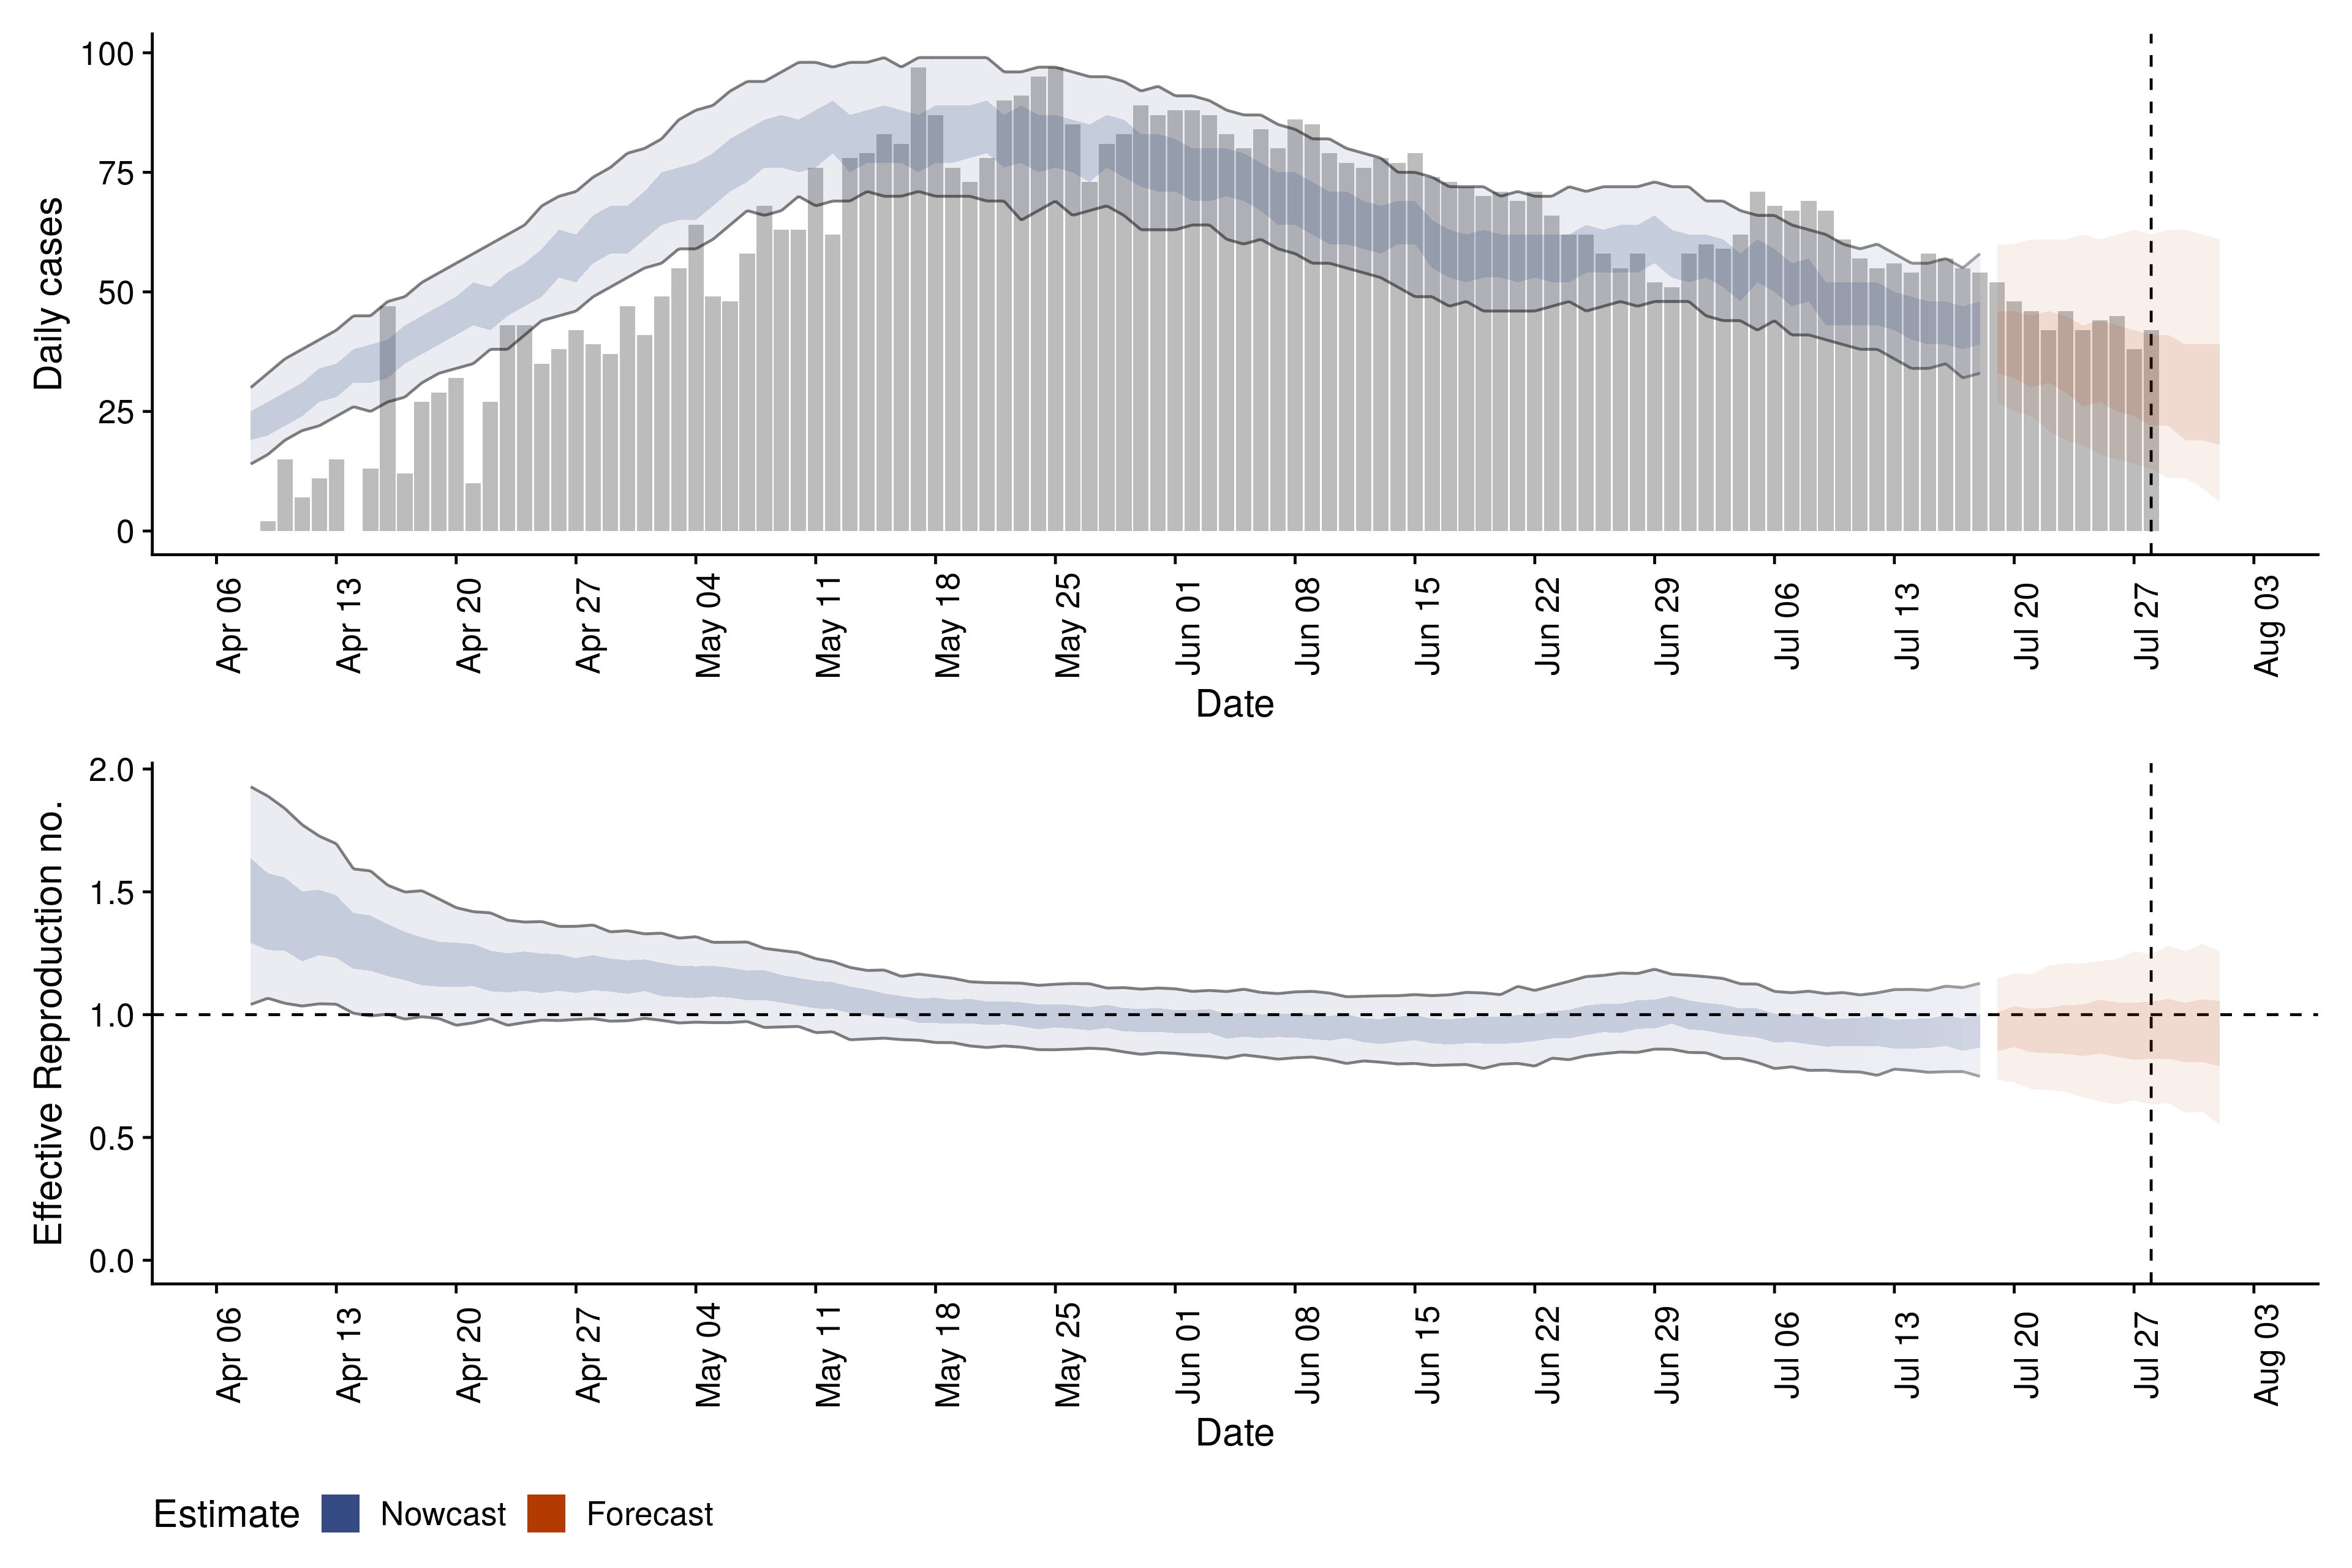 Daily cases
100
75
50
25
0
Apr 06
Apr 13
Apr 20
Apr 27
May 04
May 11
May 18
May 25
Jun 01
Jun 08
Jun 15
Jun 22
Jun 29
Jul 06
Jul 13
Jul 20
Jul 27
Aug 03
Date
Effective Reproduction no.
2.0
1.5
1.0
0.5
0.0
Apr 06
Apr 13
Apr 20
Apr 27
May 04
May 11
May 18
May 25
Jun 01
Jun 08
Jun 15
Jun 22
Jun 29
Jul 06
Jul 13
Jul 20
Jul 27
Aug 03
Date
Estimate Nowcast Forecast